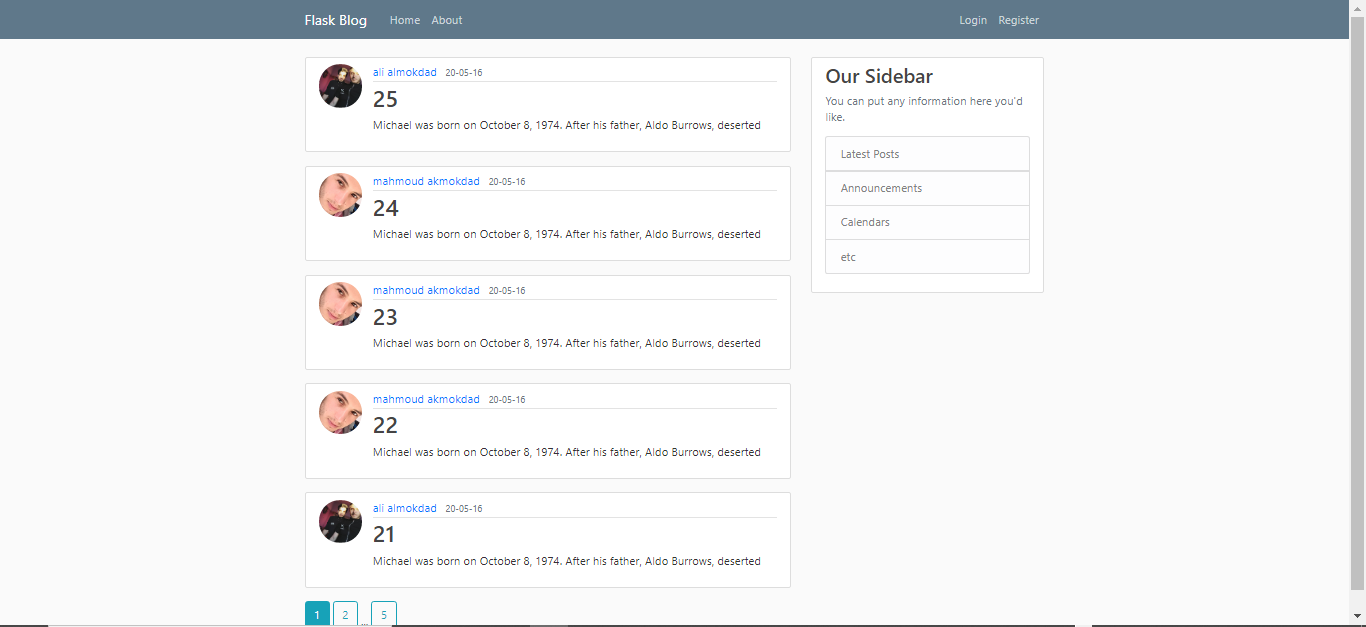 Flask Blog Home About Login Register
ali almokdad 20-05-16
25
Michael was born on October 8, 1974. After his father, Aldo Burrows, deserted
mahmoud akmokdad 20-05-16
24
Michael was born on October 8, 1974. After his father, Aldo Burrows, deserted
mahmoud akmokdad 20-05-16
23
Michael was born on October 8, 1974. After his father, Aldo Burrows, deserted
mahmoud akmokdad 20-05-16
22
Michael was born on October 8, 1974. After his father, Aldo Burrows, deserted
ali almokdad 20-05-16
21
Michael was born on October 8, 1974. After his father, Aldo Burrows, deserted
1 2 ... 5
Our Sidebar
You can put any information here you'd
like.
Latest Posts
Announcements
Calendars
etc